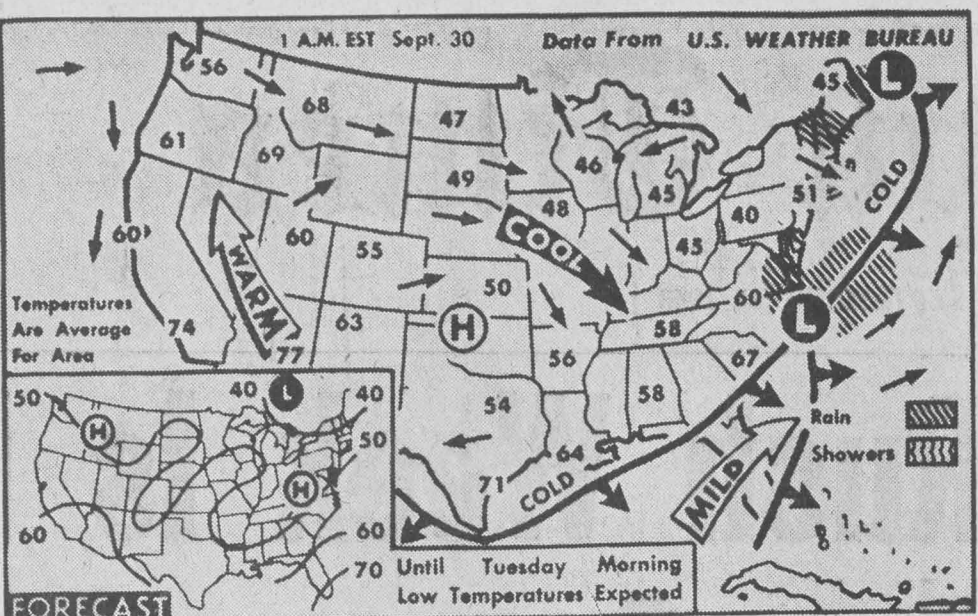 1 A.M. EST Sept. 30 Data From U.S. WEATHER BUREAU
56
68
47
43
45
L
61
69
49
46
45
51
COLD
48
40
60
60
55
COOL
45
WARM
50
60
L
Temperatures
Are Average
For Area
74
63
H
58
77
56
67
54
58
Rain
64
Showers
71
COLD
MILD
50
40
L
40
H
50
H
60
60
70
Until Tuesday Morning
Low Temperatures Expected
FORECAST